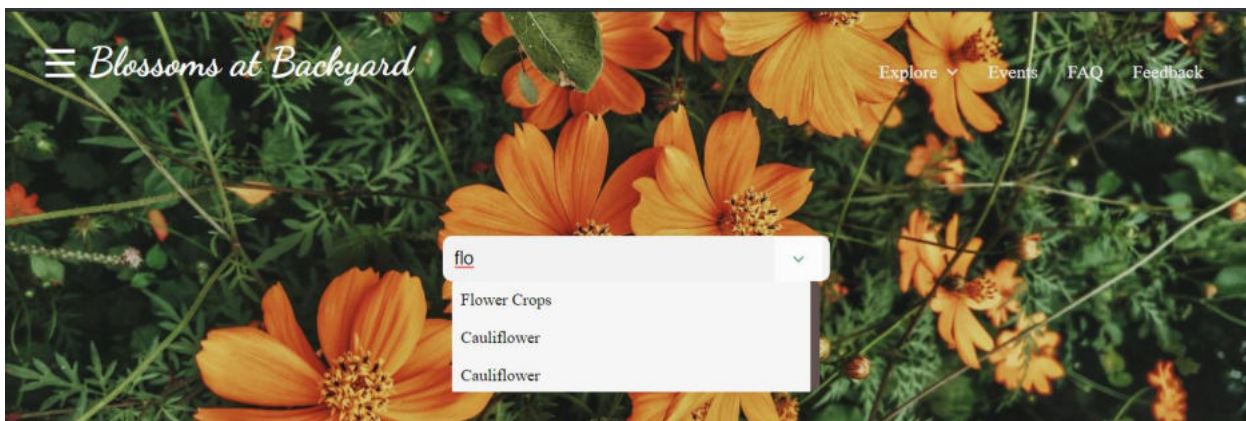 Blossoms at Backyard
Explore Events FAQ Feedback
flo
Flower Crops
Cauliflower
Cauliflower